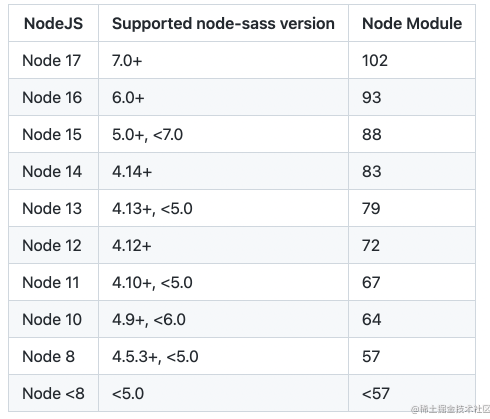 NodeJS Supported node-sass version Node Module
Node 17 7.0+ 102
Node 16 6.0+ 93
Node 15 5.0+, <7.0 88
Node 14 4.14+ 83
Node 13 4.13+, <5.0 79
Node 12 4.12+ 72
Node 11 4.10+, <5.0 67
Node 10 4.9+, <6.0 64
Node 8 4.5.3+, <5.0 57
Node <8 <5.0 <57
@稀土掘金技术社区